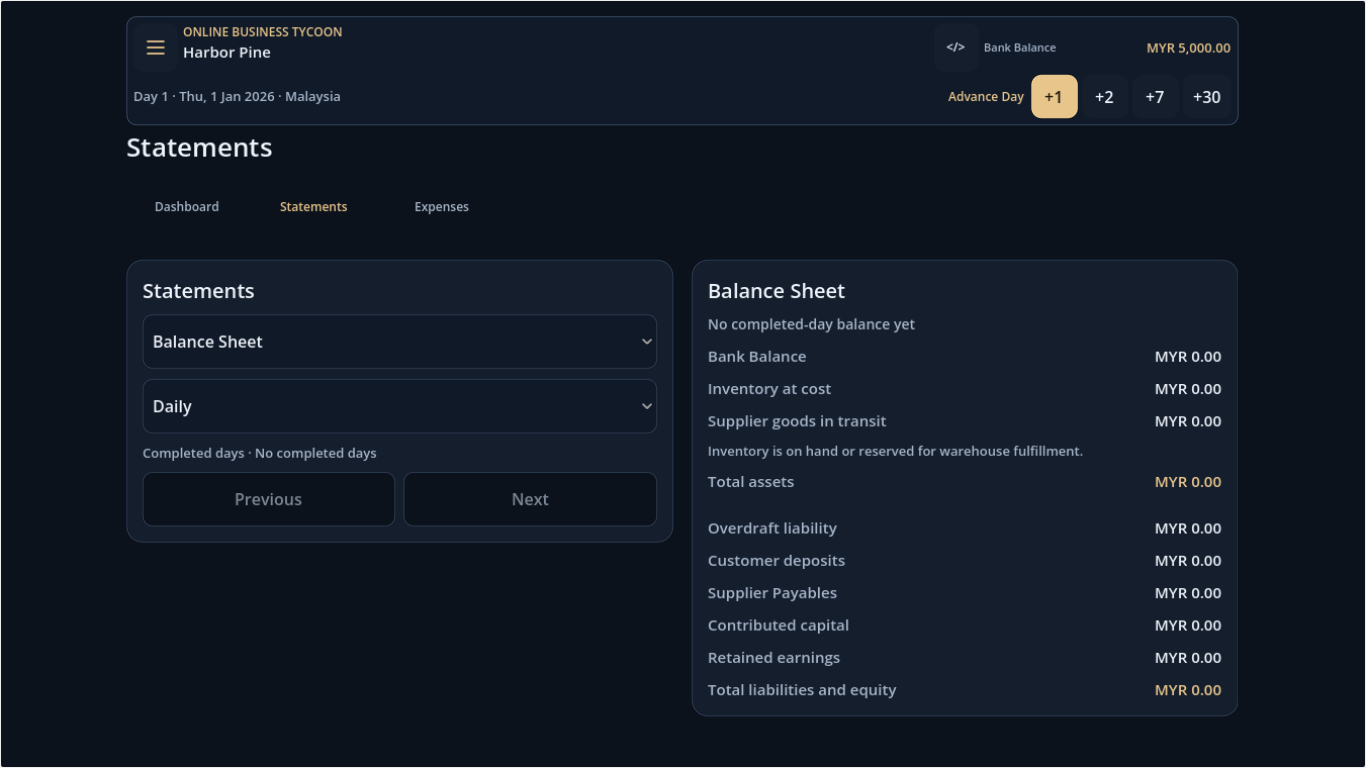 ONLINE BUSINESS TYCOON
Harbor Pine
</> Bank Balance MYR 5,000.00
Day 1 · Thu, 1 Jan 2026 · Malaysia
Advance Day +1 +2 +7 +30
Statements
Dashboard Statements Expenses
Statements
Balance Sheet
Daily
Completed days · No completed days
Previous Next
Balance Sheet
No completed-day balance yet
Bank Balance MYR 0.00
Inventory at cost MYR 0.00
Supplier goods in transit MYR 0.00
Inventory is on hand or reserved for warehouse fulfillment.
Total assets MYR 0.00
Overdraft liability MYR 0.00
Customer deposits MYR 0.00
Supplier Payables MYR 0.00
Contributed capital MYR 0.00
Retained earnings MYR 0.00
Total liabilities and equity MYR 0.00